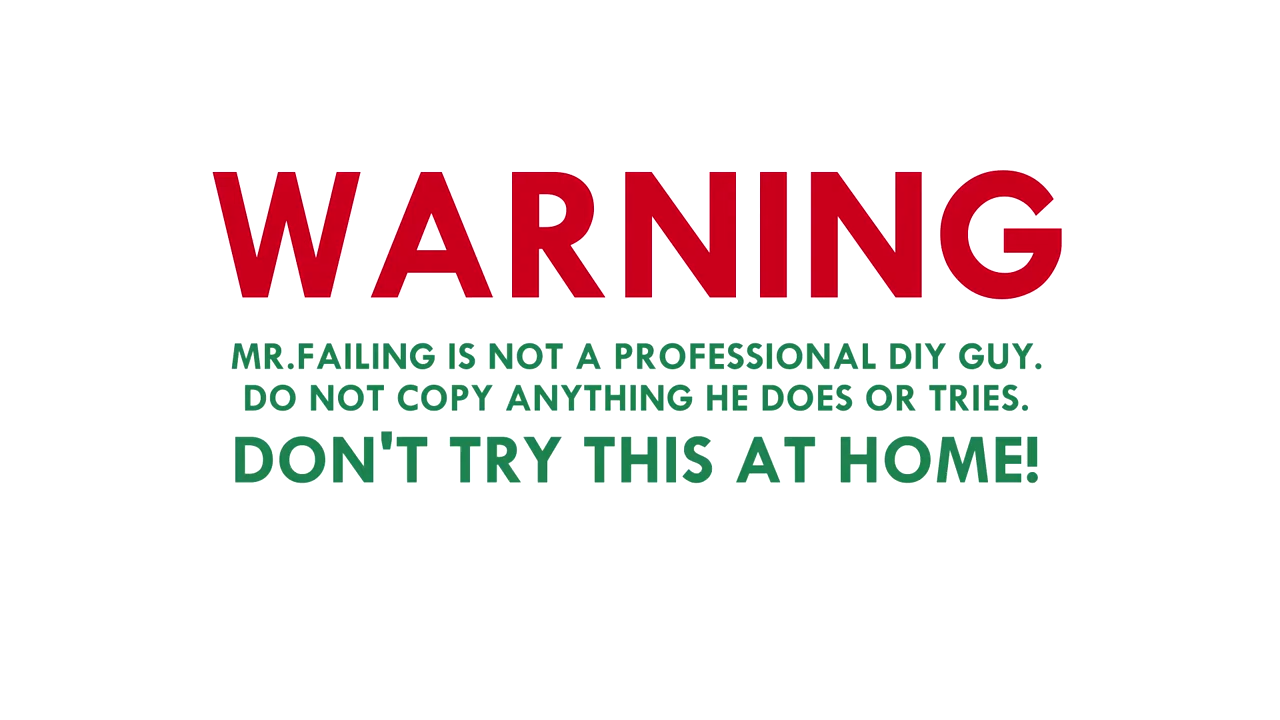 WARNING
MR.FAILING IS NOT A PROFESSIONAL DIY GUY.
DO NOT COPY ANYTHING HE DOES OR TRIES.
DON'T TRY THIS AT HOME!